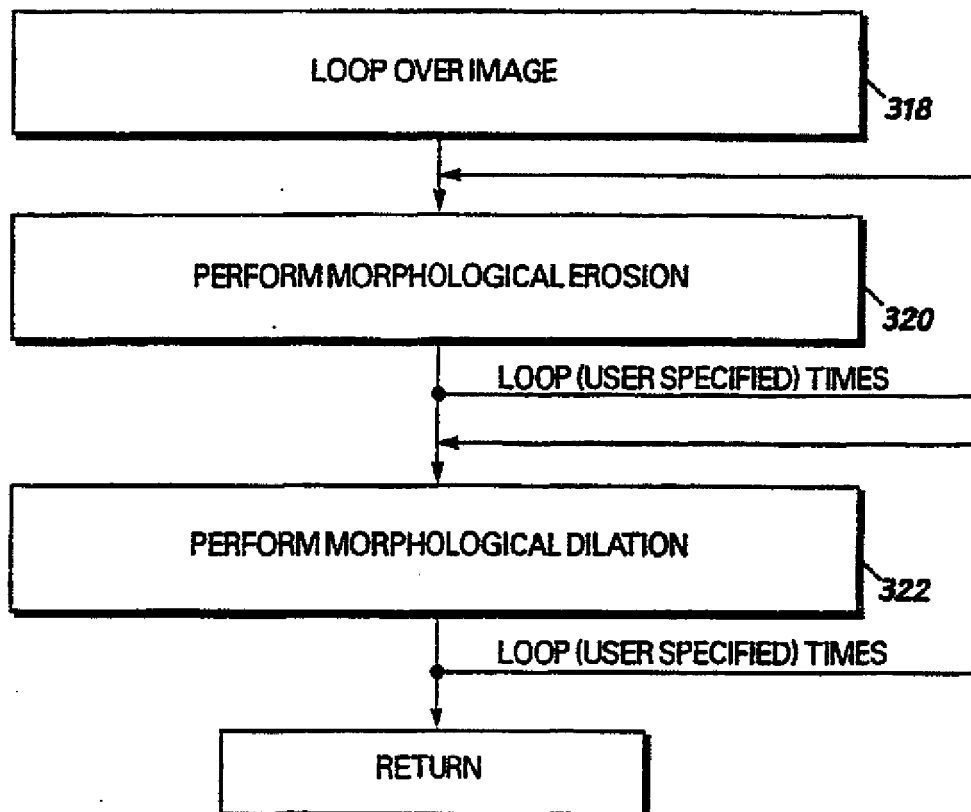 LOOP OVER IMAGE
318
PERFORM MORPHOLOGICAL EROSION
320
LOOP (USER SPECIFIED) TIMES
PERFORM MORPHOLOGICAL DILATION
322
LOOP (USER SPECIFIED) TIMES
RETURN